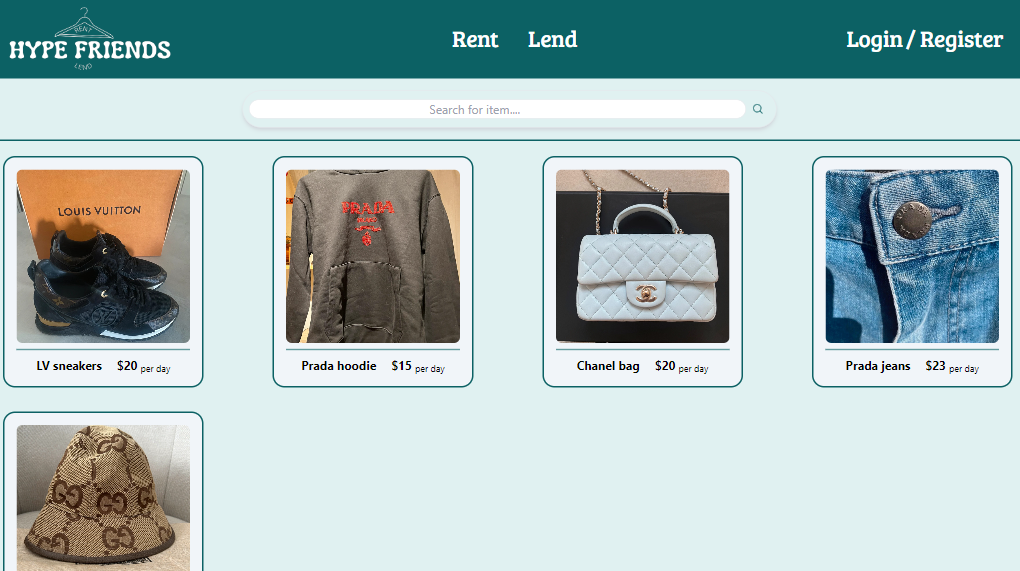 RENT
HYPE FRIENDS
LEND
Rent Lend
Login / Register
Search for item....
LOUIS VUITTON
PRADA
LV sneakers $20 per day
Prada hoodie $15 per day
Chanel bag $20 per day
Prada jeans $23 per day